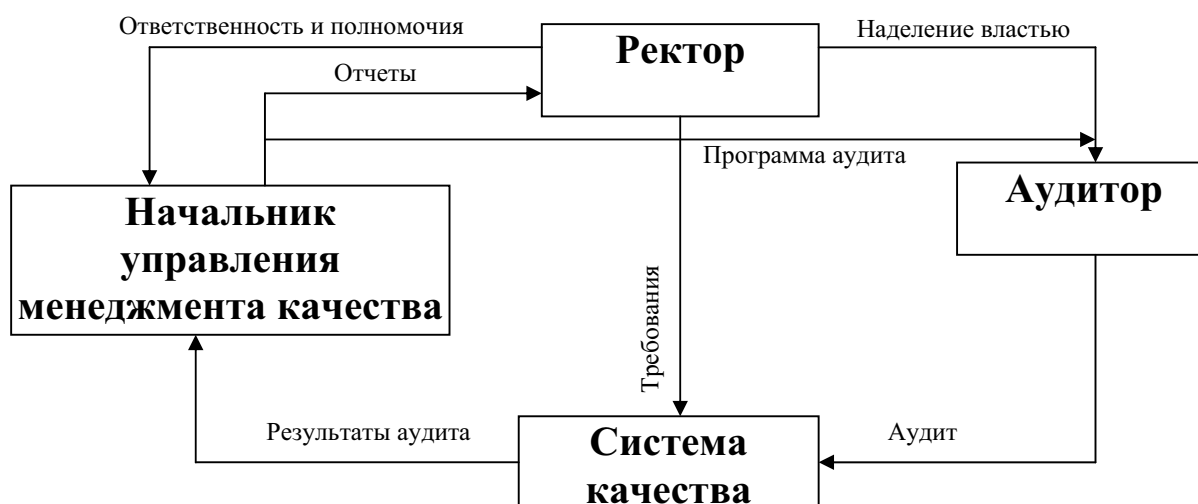 Ответственность и полномочия
Ректор
Наделение властью
Отчеты
Программа аудита
Аудитор
Начальник
управления
менеджмента качества
Требования
Результаты аудита
Система
качества
Аудит